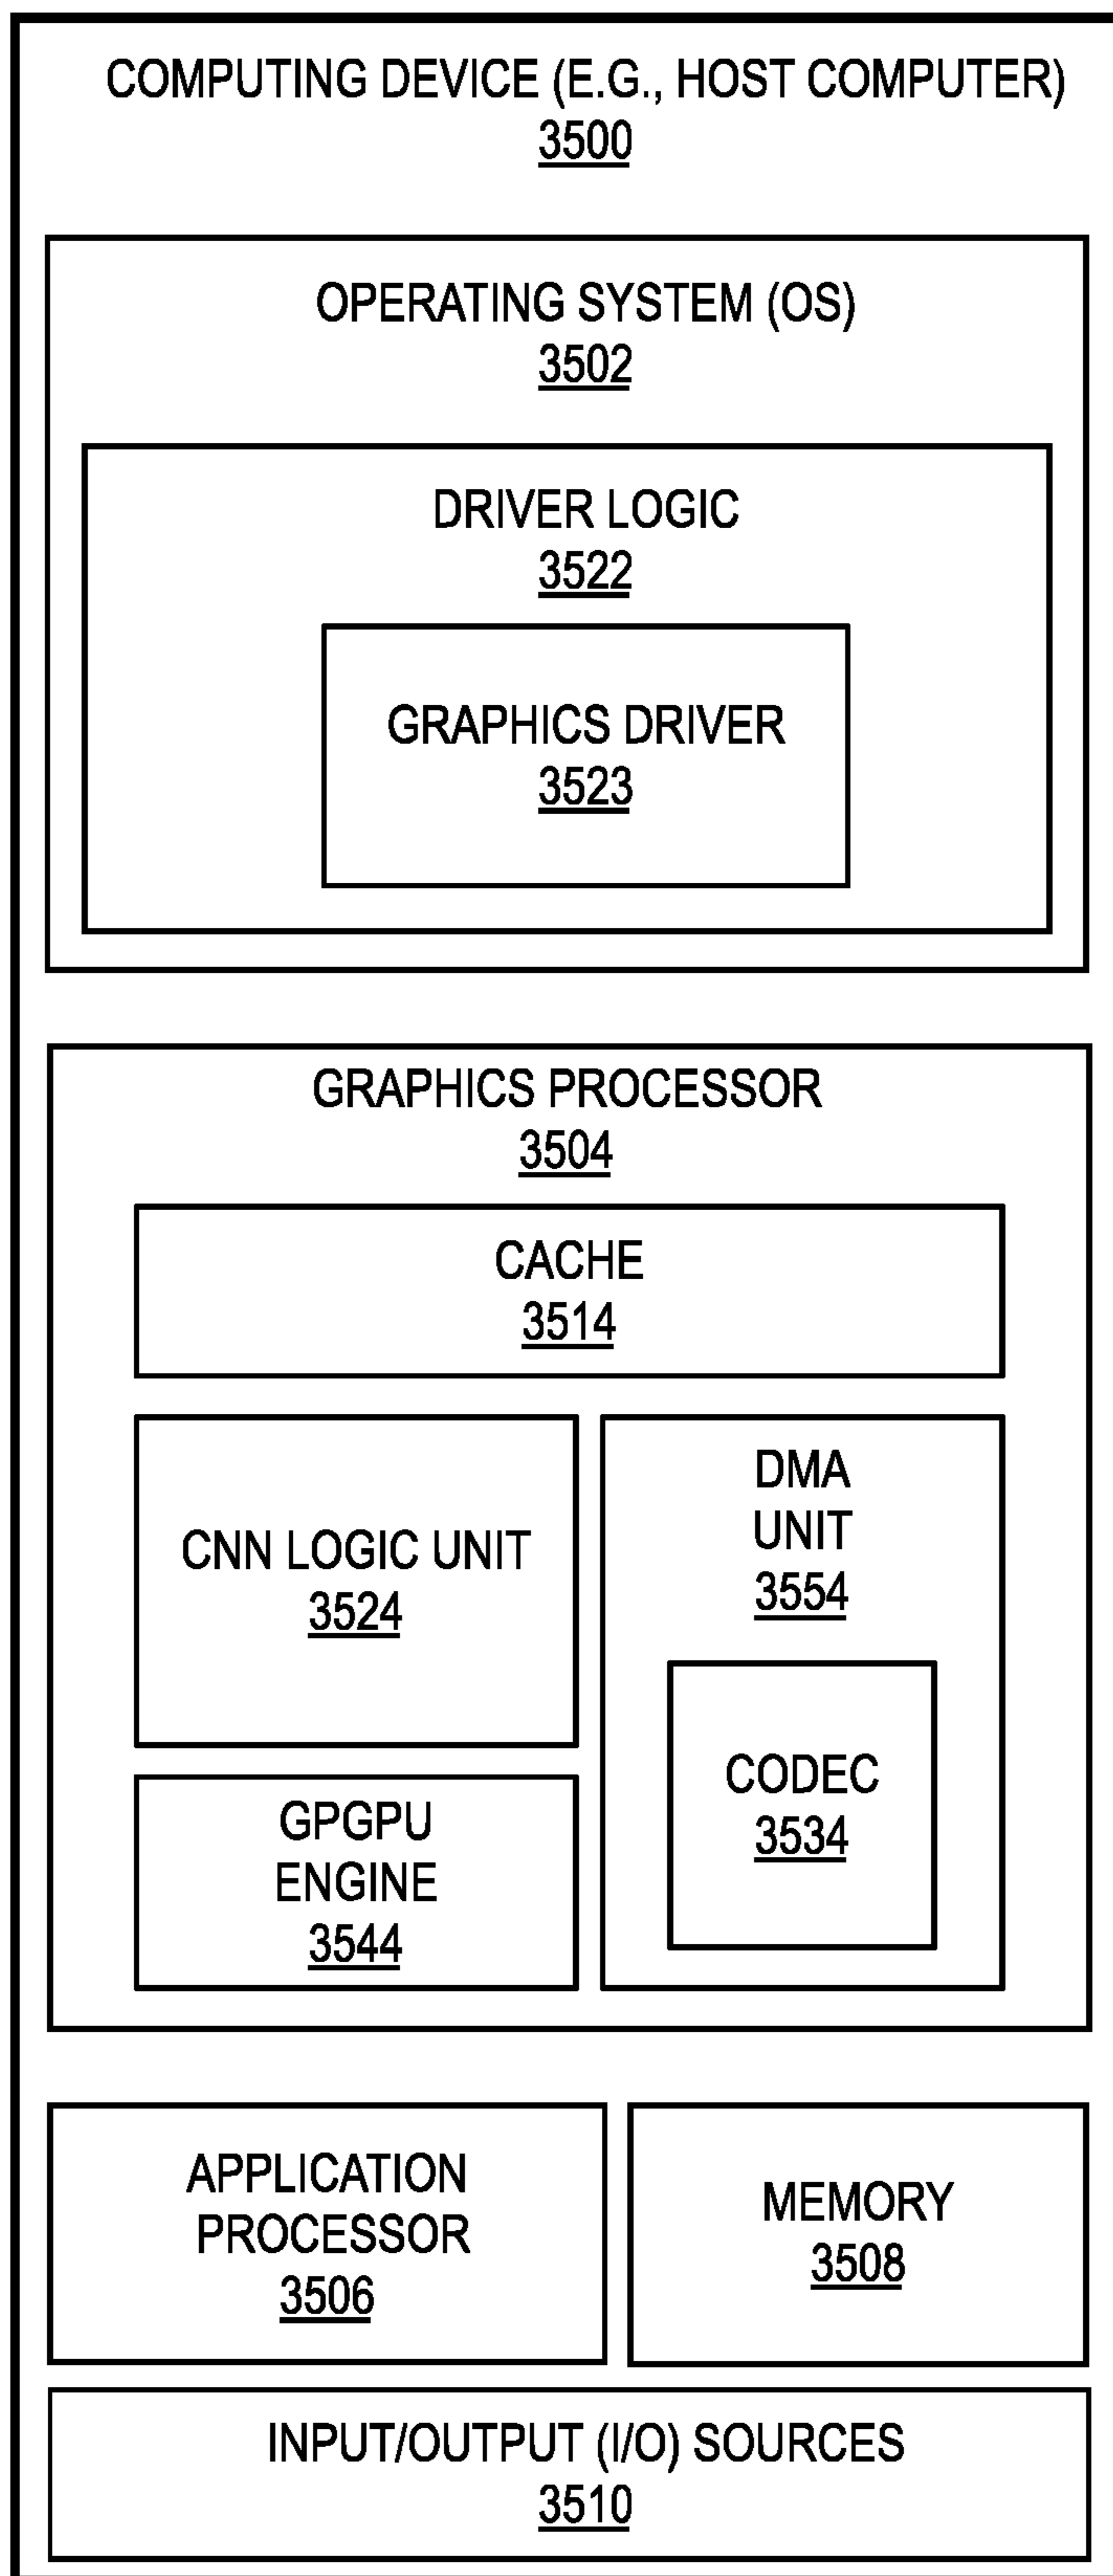 COMPUTING DEVICE (E.G., HOST COMPUTER)
3500
OPERATING SYSTEM (OS)
3502
DRIVER LOGIC
3522
GRAPHICS DRIVER
3523
GRAPHICS PROCESSOR
3504
CACHE
3514
CNN LOGIC UNIT
3524
DMA
UNIT
3554
CODEC
3534
GPGPU
ENGINE
3544
APPLICATION
PROCESSOR
3506
MEMORY
3508
INPUT/OUTPUT (I/O) SOURCES
3510